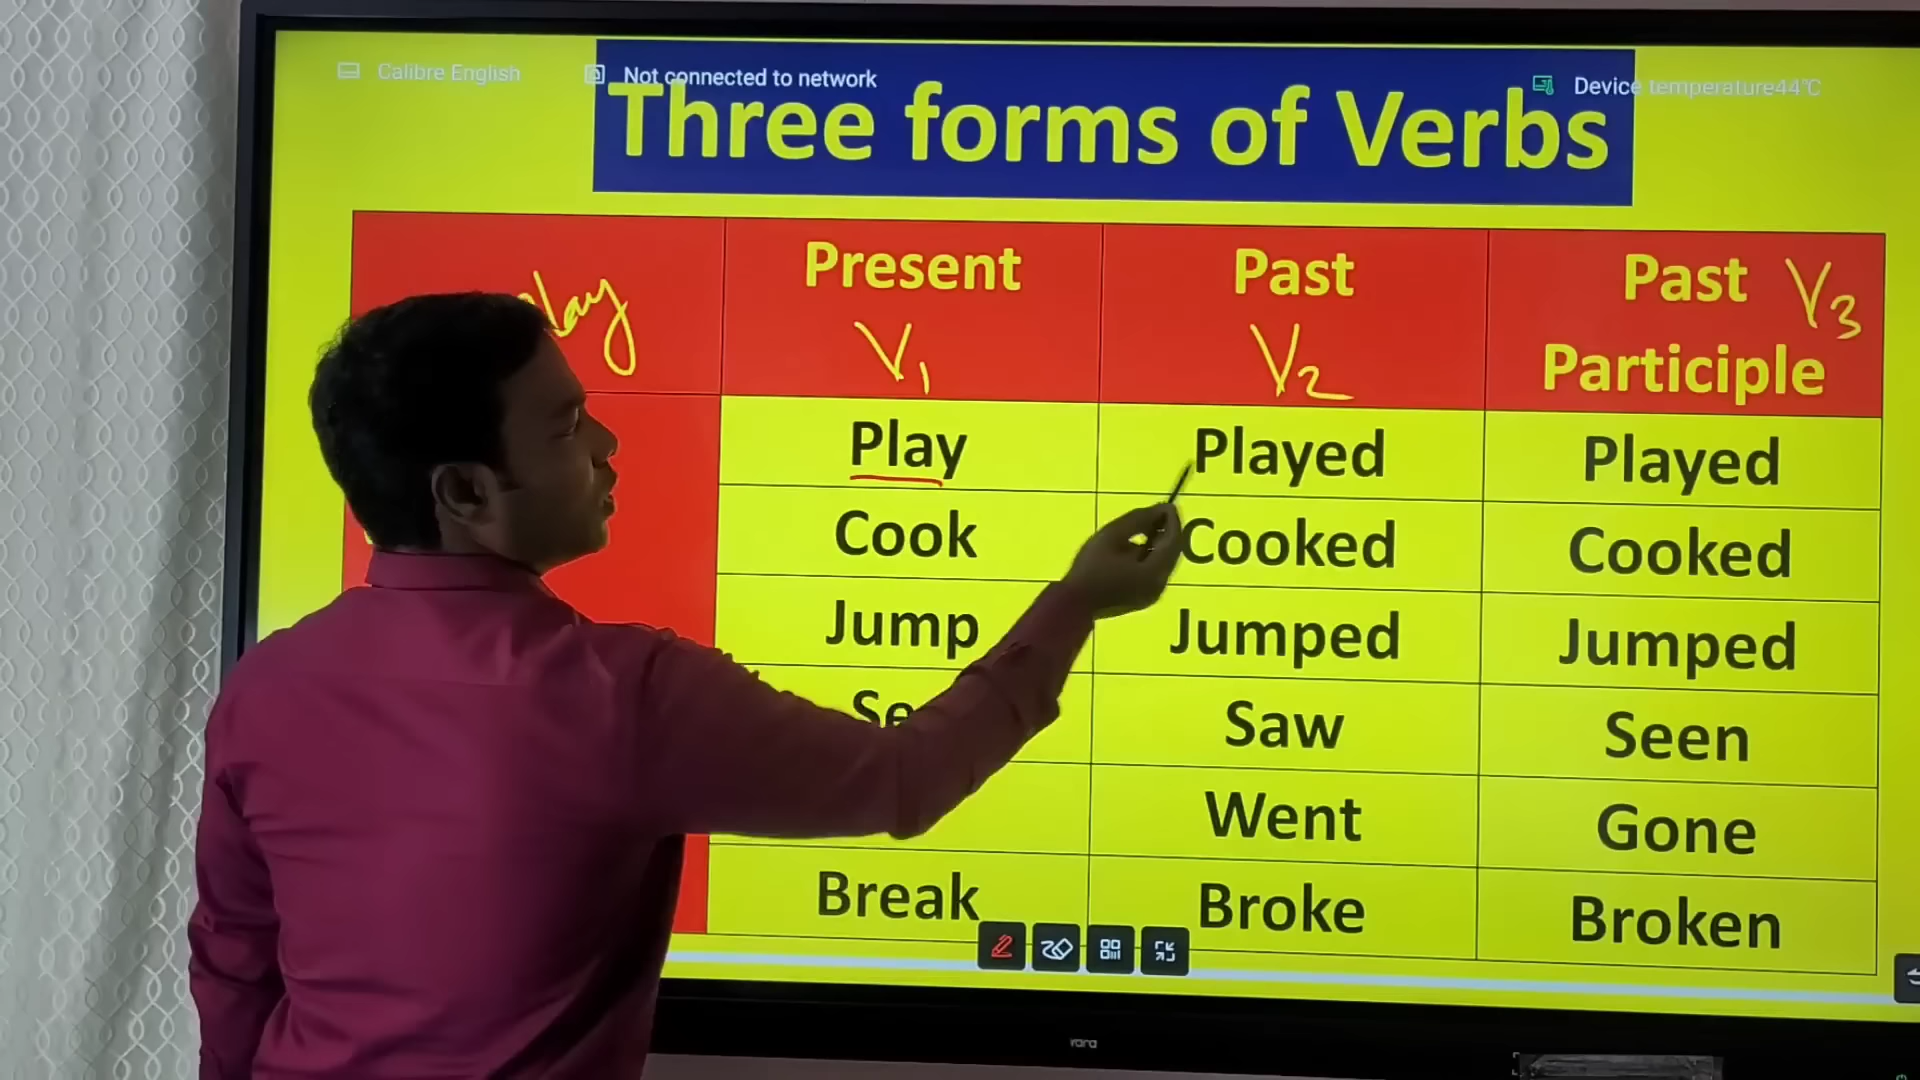 Calibre English
Not connected to network
Device temperature44°C
Three forms of Verbs
Present
Past
Past
Participle
V1
V2
V3
Play Played Played
Cook Cooked Cooked
Jump Jumped Jumped
Saw Seen
Went Gone
Break Broke Broken